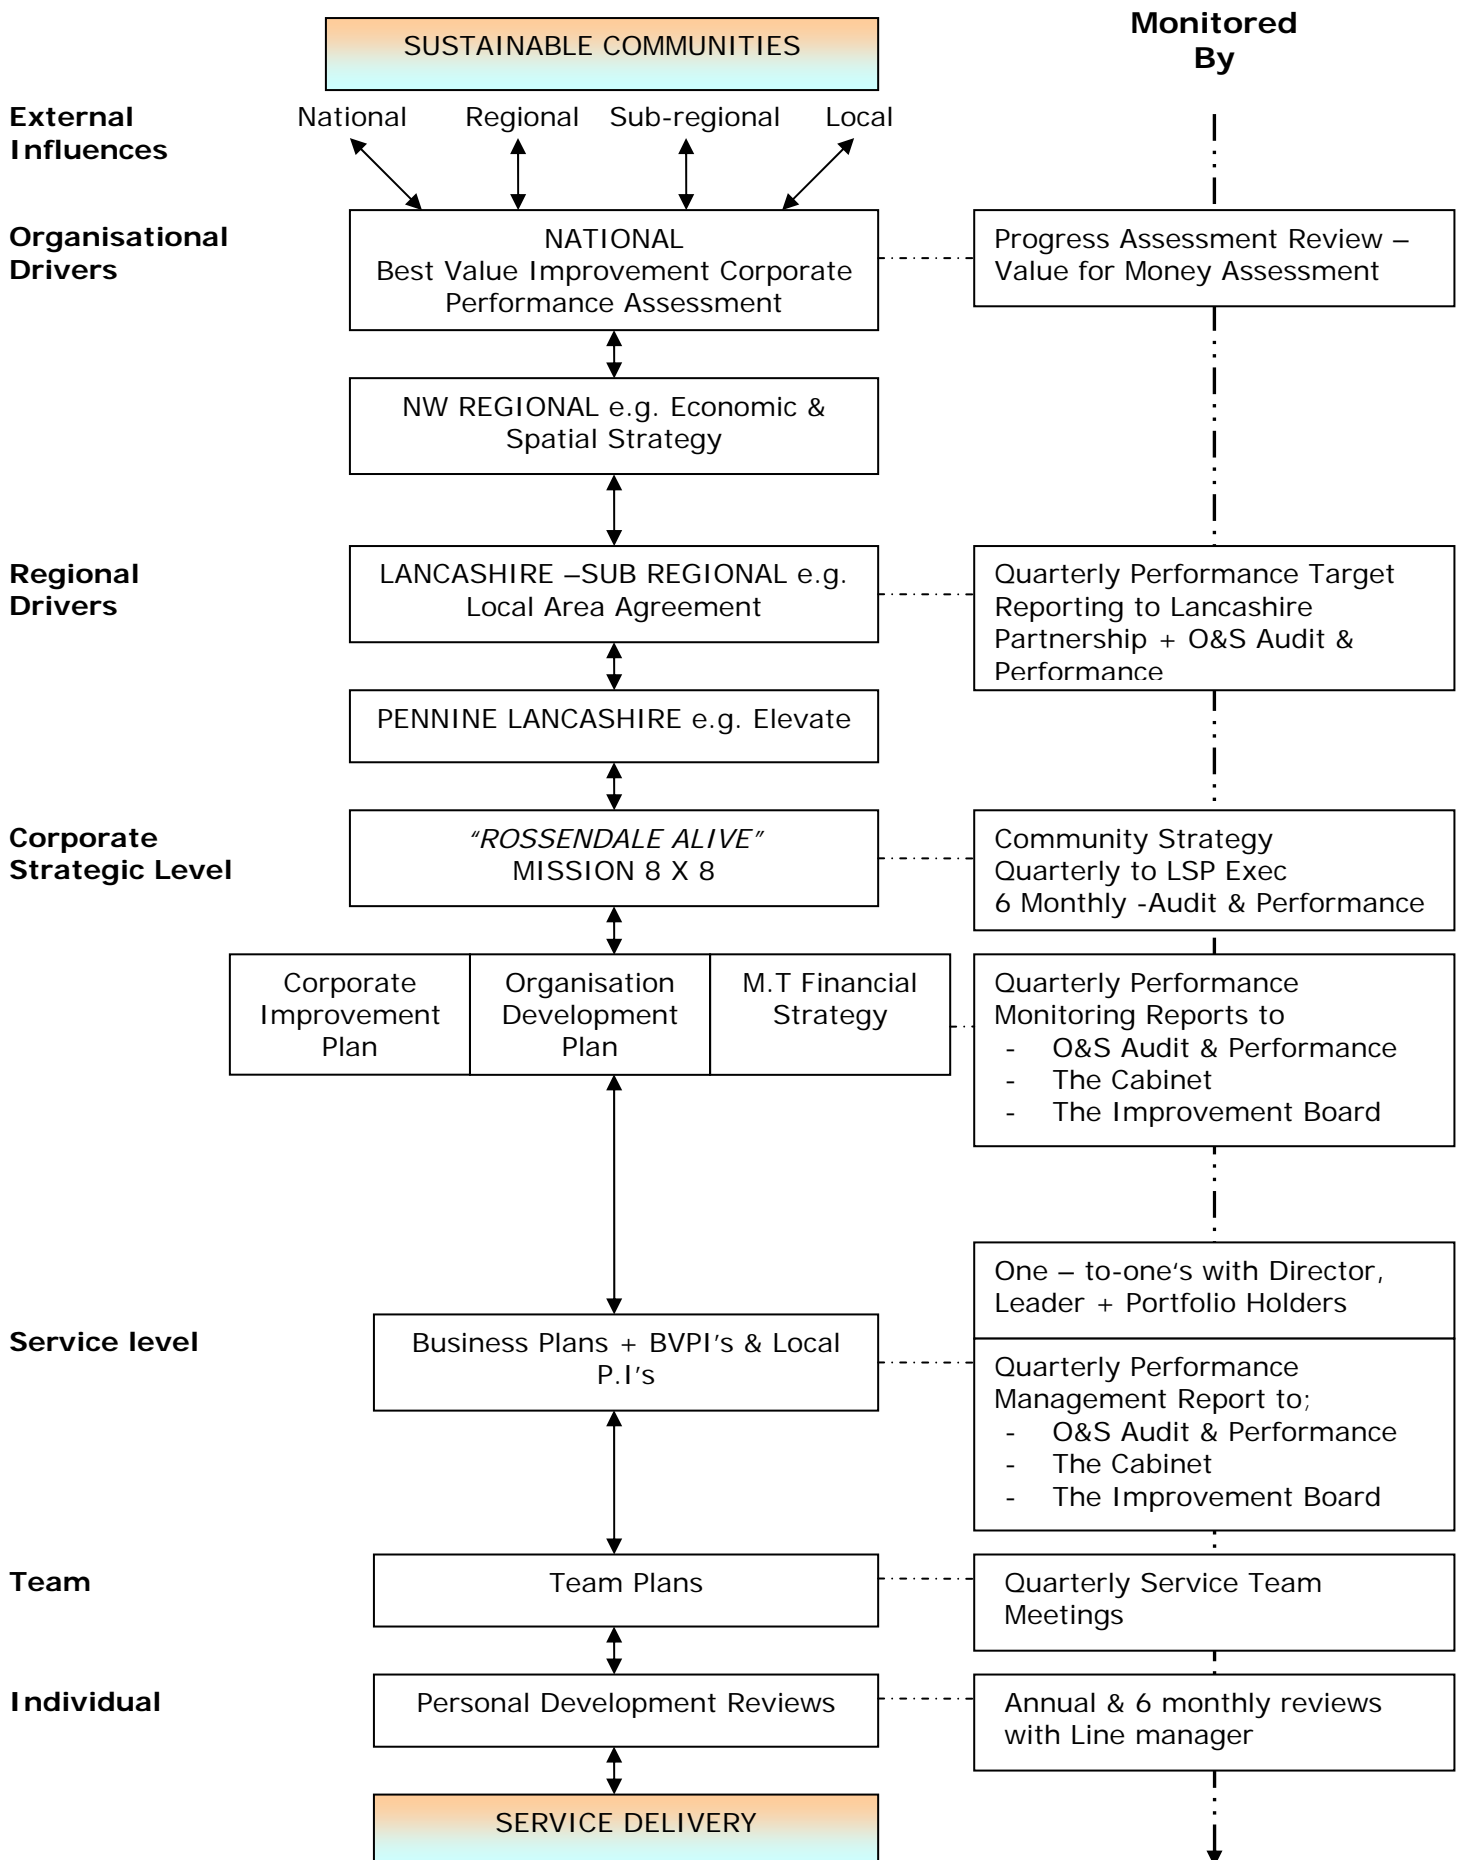 Monitored
By
SUSTAINABLE COMMUNITIES
External
Influences
National Regional Sub-regional Local
Organisational
Drivers
NATIONAL
Best Value Improvement Corporate
Performance Assessment
Progress Assessment Review –
Value for Money Assessment
NW REGIONAL e.g. Economic &
Spatial Strategy
Regional
Drivers
LANCASHIRE –SUB REGIONAL e.g.
Local Area Agreement
Quarterly Performance Target
Reporting to Lancashire
Partnership + O&S Audit &
Performance
PENNINE LANCASHIRE e.g. Elevate
Corporate
Strategic Level
"ROSSENDALE ALIVE"
MISSION 8 X 8
Community Strategy
Quarterly to LSP Exec
6 Monthly -Audit & Performance
Corporate
Improvement
Plan
Organisation
Development
Plan
M.T Financial
Strategy
Quarterly Performance
Monitoring Reports to
- O&S Audit & Performance
- The Cabinet
- The Improvement Board
One – to-one's with Director,
Leader + Portfolio Holders
Service level
Business Plans + BVPI's & Local
P.I's
Quarterly Performance
Management Report to;
- O&S Audit & Performance
- The Cabinet
- The Improvement Board
Team
Team Plans
Quarterly Service Team
Meetings
Individual
Personal Development Reviews
Annual & 6 monthly reviews
with Line manager
SERVICE DELIVERY